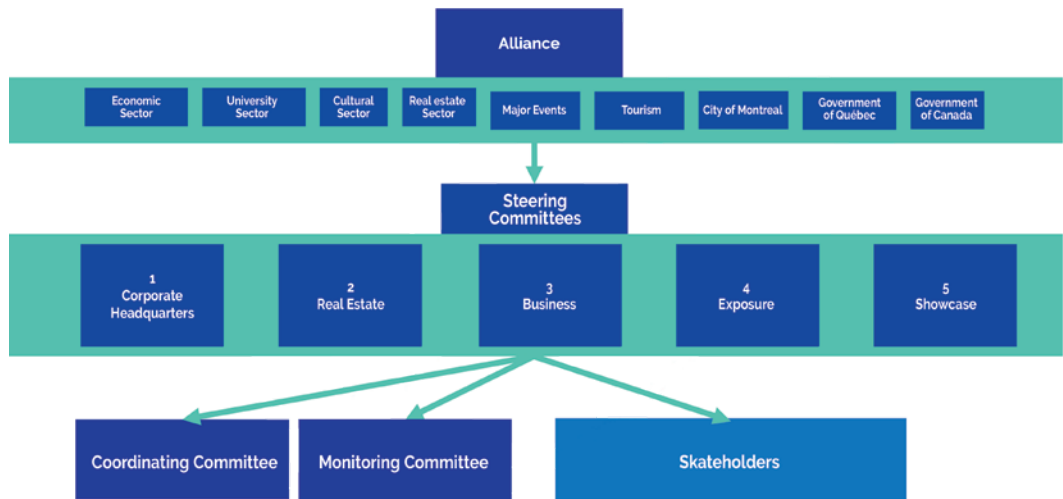 Alliance
Economic
Sector
University
Sector
Cultural
Sector
Real estate
Sector
Major Events
Tourism
City of Montreal
Government
of Québec
Government
of Canada
Steering
Committees
1
Corporate
Headquarters
2
Real Estate
3
Business
4
Exposure
5
Showcase
Coordinating Committee
Monitoring Committee
Skateholders